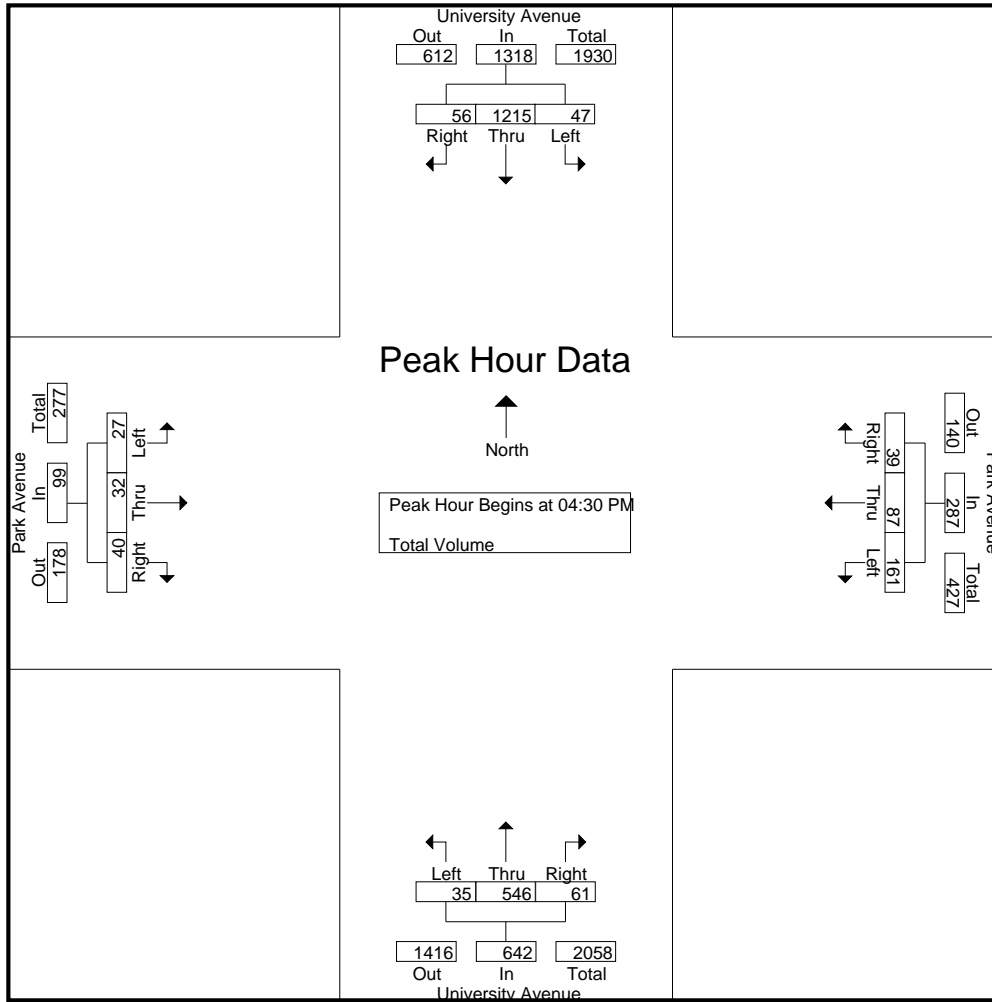 University Avenue
Out In Total
612 1318 1930
56 1215 47
Right Thru Left
Peak Hour Data
North
Peak Hour Begins at 04:30 PM
Total Volume
Park Avenue
Total In Out
277 99 178
27 32 40
Left Thru Right
Right Thru Left
39 87 161
Out In Total
140 287 427
Park Avenue
Left Thru Right
35 546 61
1416 642 2058
Out In Total
University Avenue